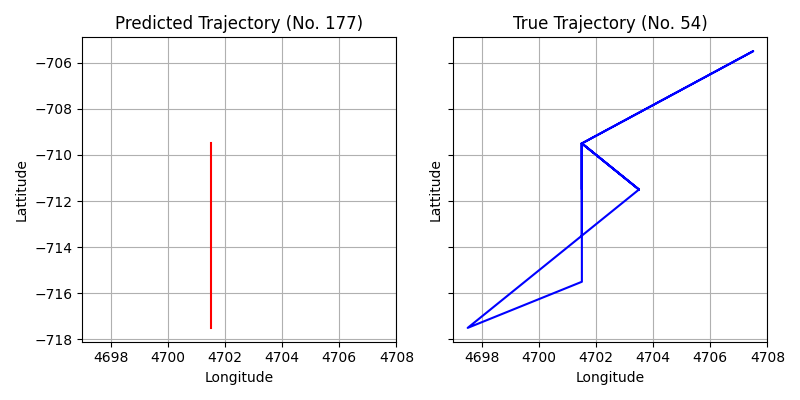 Predicted Trajectory (No. 177)
True Trajectory (No. 54)
−706
−708
−710
−712
−714
−716
−718
Lattitude
Lattitude
4698 4700 4702 4704 4706 4708
4698 4700 4702 4704 4706 4708
Longitude
Longitude